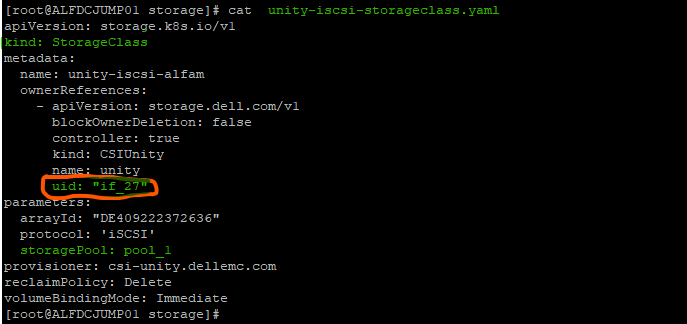 [root@ALFDCJUMP01 storage]# cat  unity-iscsi-storageclass.yaml
apiVersion: storage.k8s.io/v1
kind: StorageClass
metadata:
  name: unity-iscsi-alfam
  ownerReferences:
    - apiVersion: storage.dell.com/v1
      blockOwnerDeletion: false
      controller: true
      kind: CSIUnity
      name: unity
      uid: "if_27"
parameters:
  arrayId: "DE409222372636"
  protocol: 'iSCSI'
  storagePool: pool_1
provisioner: csi-unity.dellemc.com
reclaimPolicy: Delete
volumeBindingMode: Immediate
[root@ALFDCJUMP01 storage]#